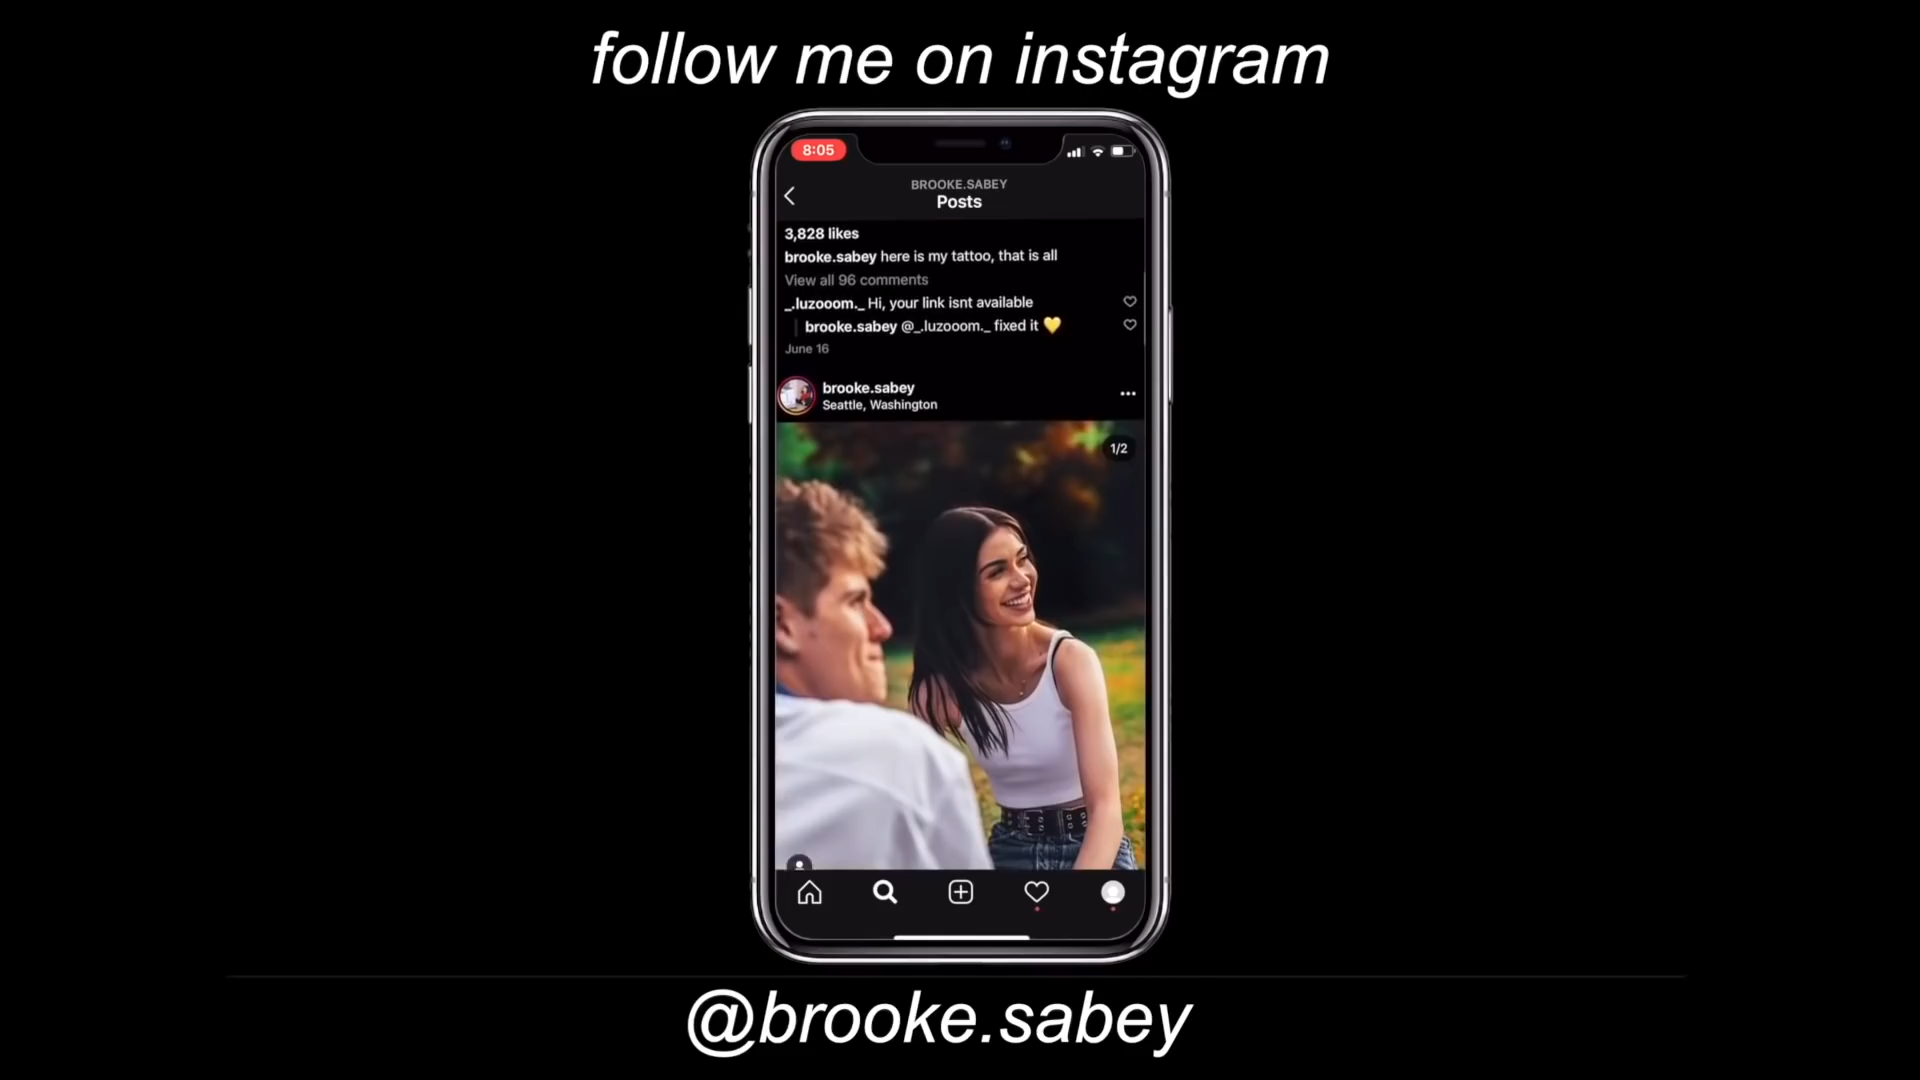 follow me on instagram
8:05
BROOKE.SABEY
Posts
3,828 likes
brooke.sabey here is my tattoo, that is all
View all 96 comments
_.luzooom._ Hi, your link isnt available
brooke.sabey @_.luzooom._ fixed it 💛
June 16
brooke.sabey
Seattle, Washington
1/2
@brooke.sabey